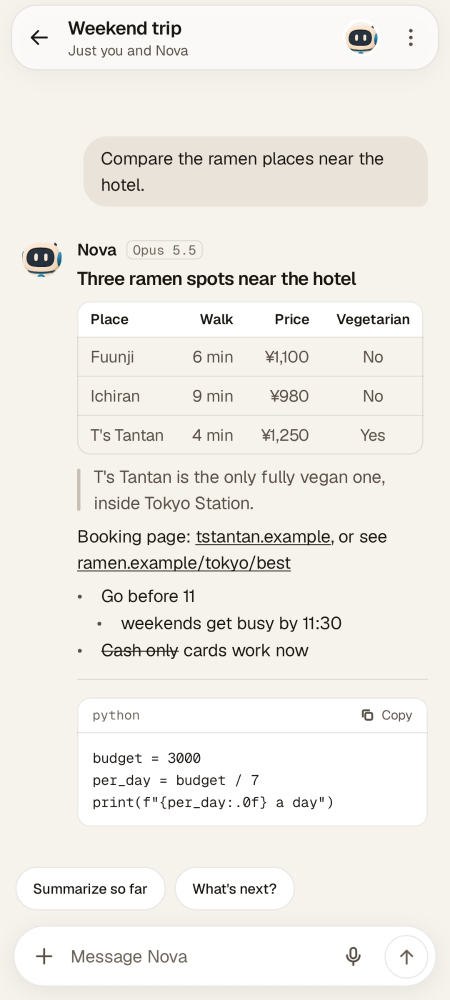 Weekend trip
Just you and Nova
Compare the ramen places near the
hotel.
Nova Opus 5.5
Three ramen spots near the hotel
Place Walk Price Vegetarian
Fuunji 6 min ¥1,100 No
Ichiran 9 min ¥980 No
T's Tantan 4 min ¥1,250 Yes
T's Tantan is the only fully vegan one,
inside Tokyo Station.
Booking page: tstantan.example, or see
ramen.example/tokyo/best
• Go before 11
• weekends get busy by 11:30
• Cash only cards work now
python Copy
budget = 3000
per_day = budget / 7
print(f"{per_day:.0f} a day")
Summarize so far What's next?
Message Nova